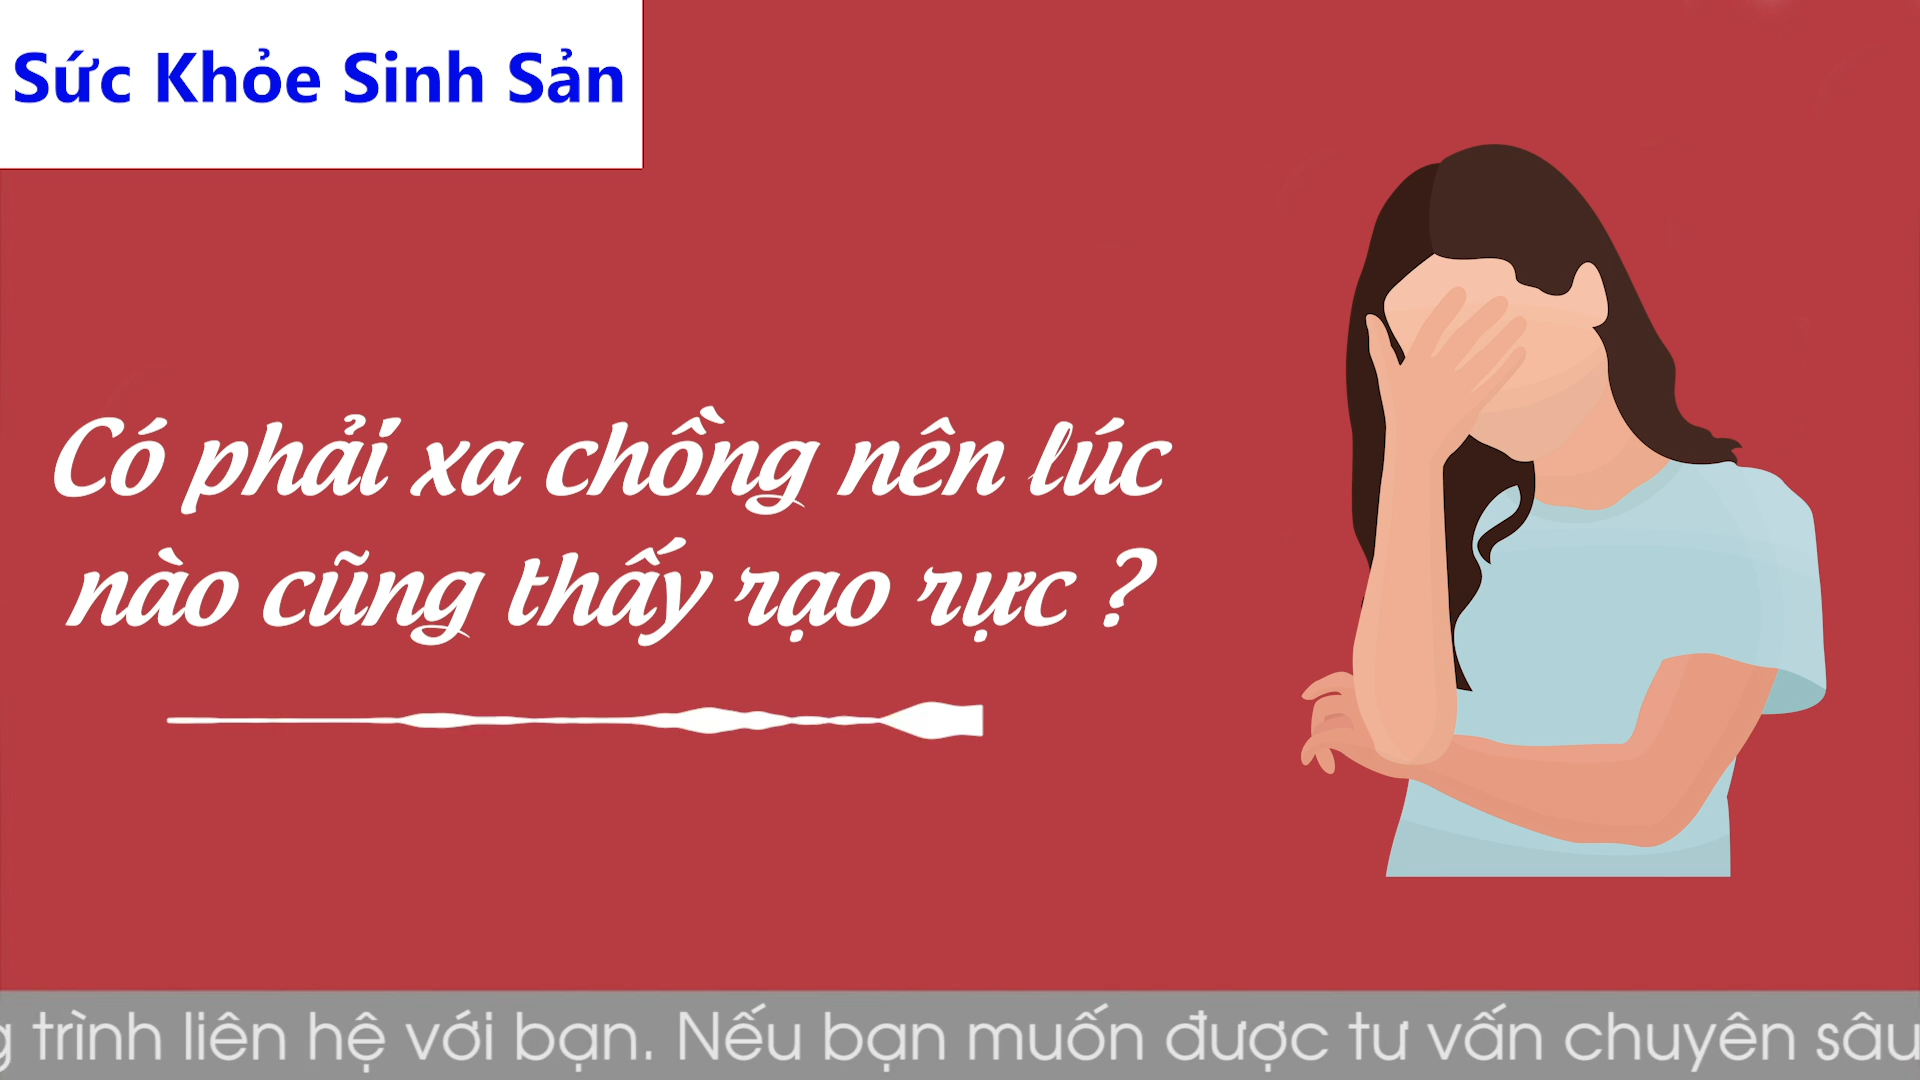 Sức Khỏe Sinh Sản
Có phải xa chồng nên lúc
nào cũng thấy rạo rực ?
trình liên hệ với bạn. Nếu bạn muốn được tư vấn chuyên sâu